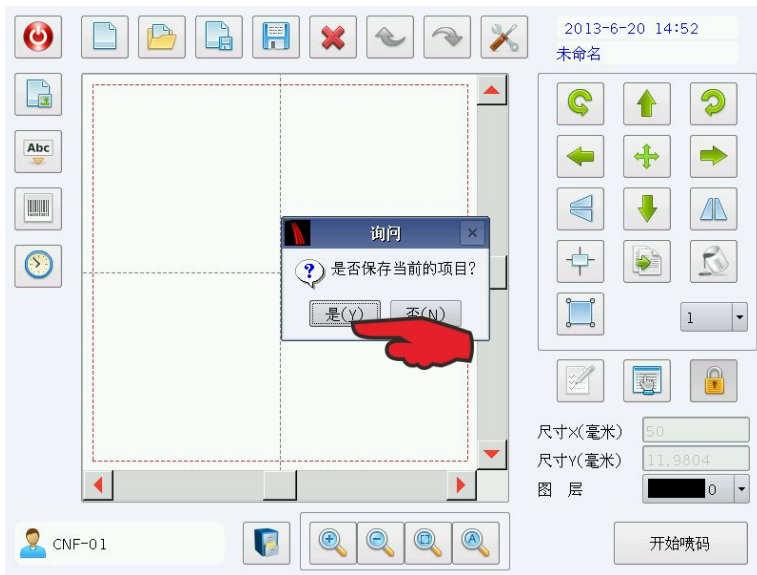 2013-6-20 14:52
未命名
Abc
询问
是否保存当前的项目?
是(Y)
否(N)
1
尺寸X(毫米)
50
尺寸Y(毫米)
11.9804
图 层
0
CNF-01
A
开始喷码